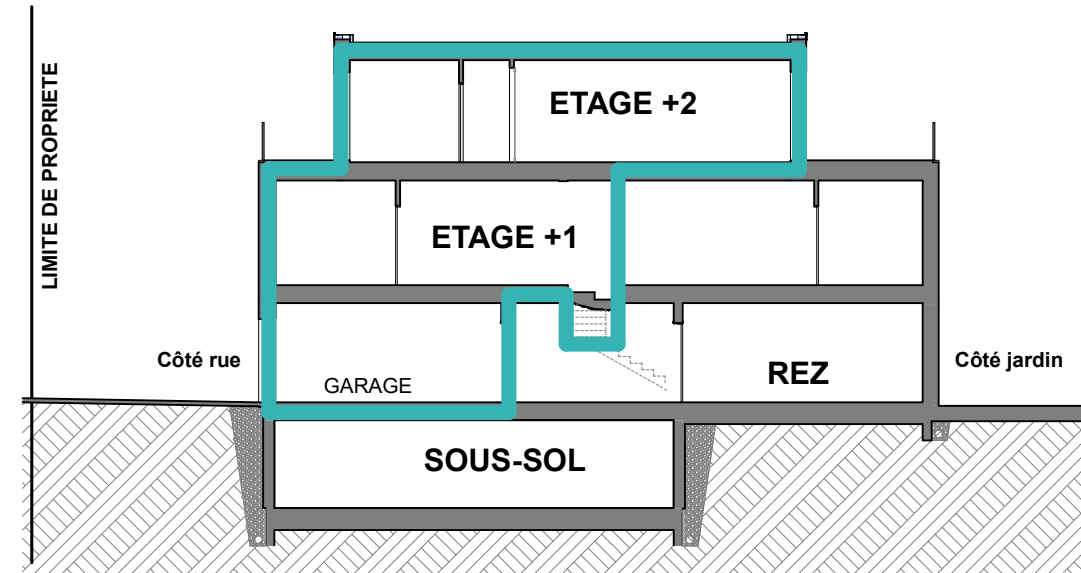 LIMITE DE PROPRIETE
ETAGE +2
ETAGE +1
Côté rue
GARAGE
REZ
Côté jardin
SOUS-SOL